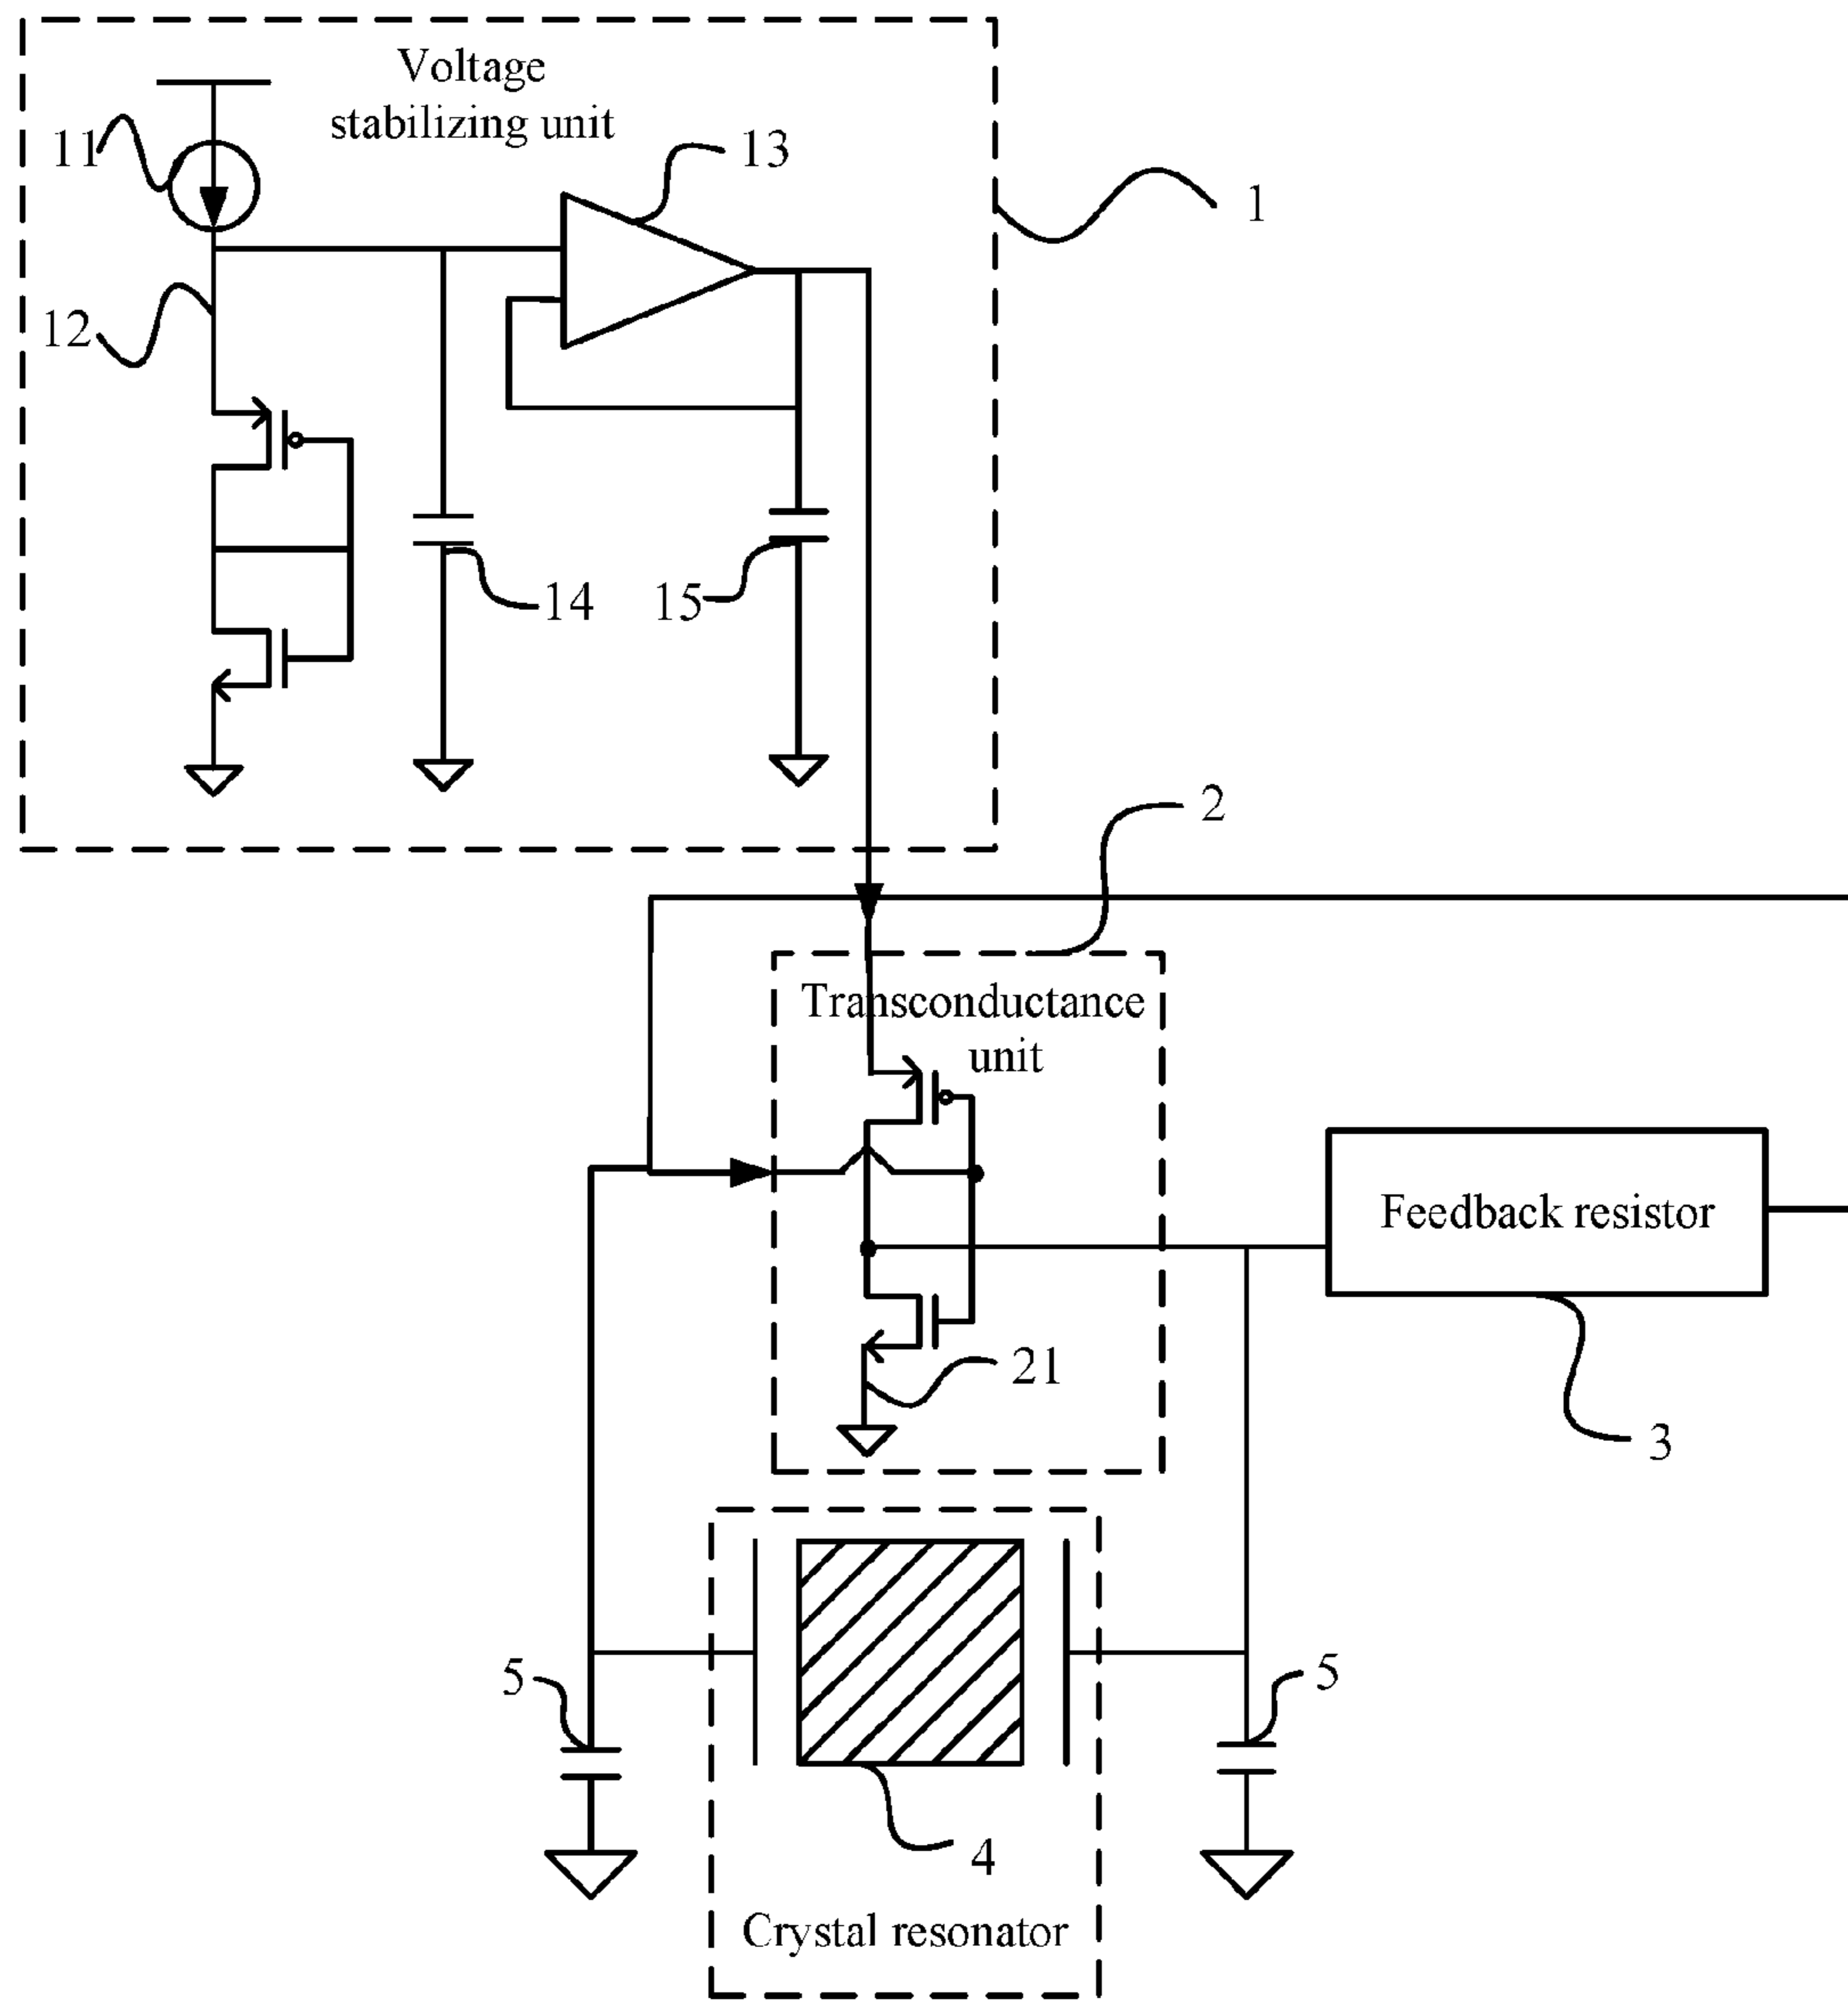 Voltage
stabilizing unit
11
13
1
12
14
15
2
Transconductance
unit
Feedback resistor
21
3
5
5
4
Crystal resonator